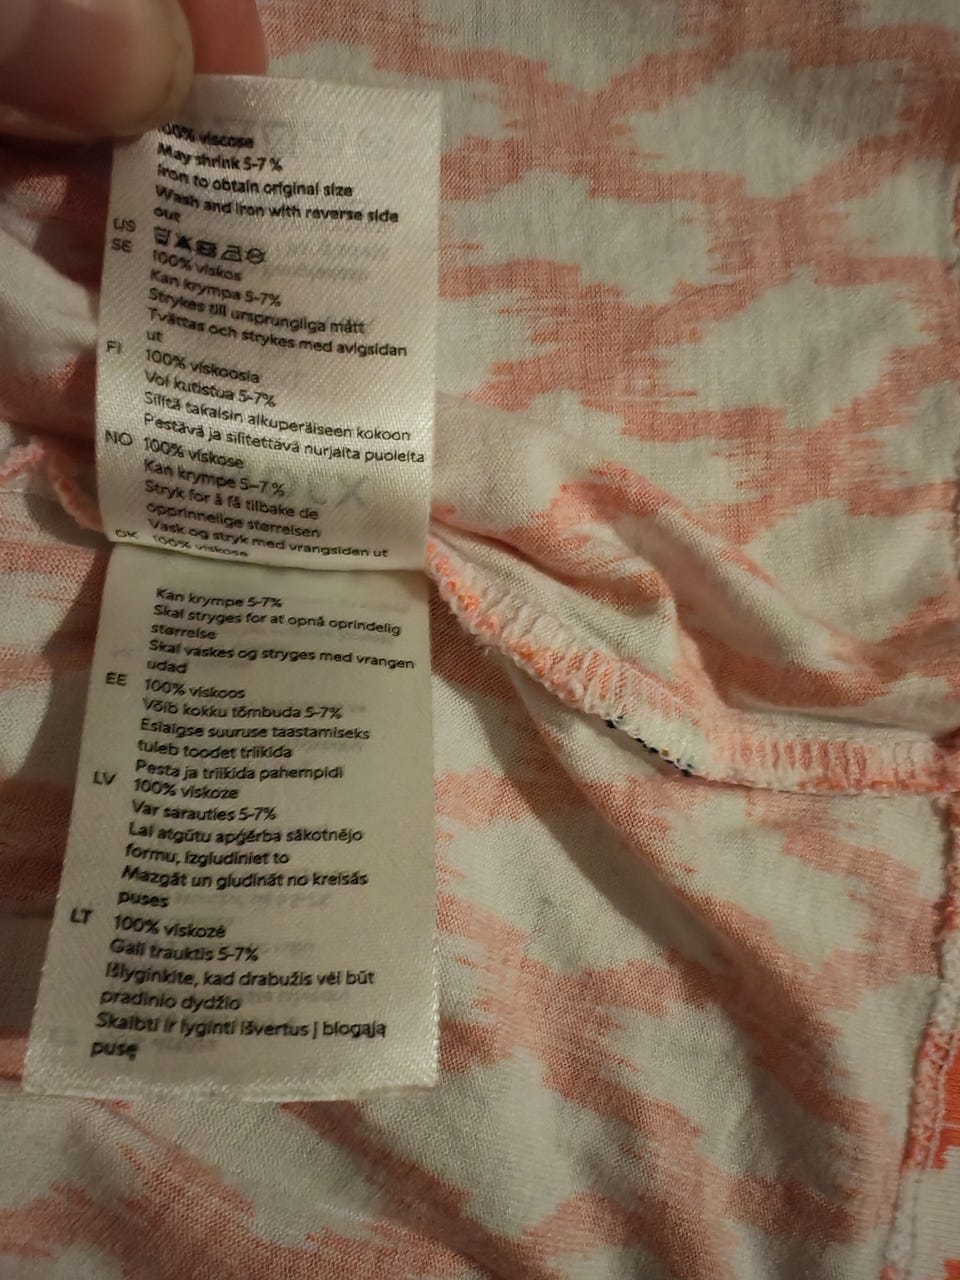 00% viscose
May shrink 5-7 %
Iron to obtain original size
Wash and iron with reverse side
out
US
SE
100% viskos
Kan krympa 5-7%
Strykes till ursprungliga mått
Tvättas och strykes med avigsidan
ut
FI 100% viskoosia
Voi kutistua 5-7%
Silitä takaisin alkuperäiseen kokoon
Pestävä ja silitettävä nurjalta puolelta
NO 100% viskose
Kan krympe 5-7 %
Stryk for å få tilbake de
opprinnelige størrelsen
Vask og stryk med vrangsiden ut
DK 100% viskose
Kan krympe 5-7%
Skal stryges for at opnå oprindelig
størrelse
Skal vaskes og stryges med vrangen
udad
EE 100% viskoos
Võib kokku tõmbuda 5-7%
Esialgse suuruse taastamiseks
tuleb toodet triikida
Pesta ja triikida pahempidi
LV 100% viskoze
Var sarauties 5-7%
Lai atgūtu apģērba sākotnējo
formu, izgludiniet to
Mazgāt un gludināt no kreisās
puses
LT 100% viskozė
Gali trauktis 5-7%
Išlyginkite, kad drabužis vėl būt
pradinio dydžio
Skalbti ir lyginti išvertus į blogąją
pusę